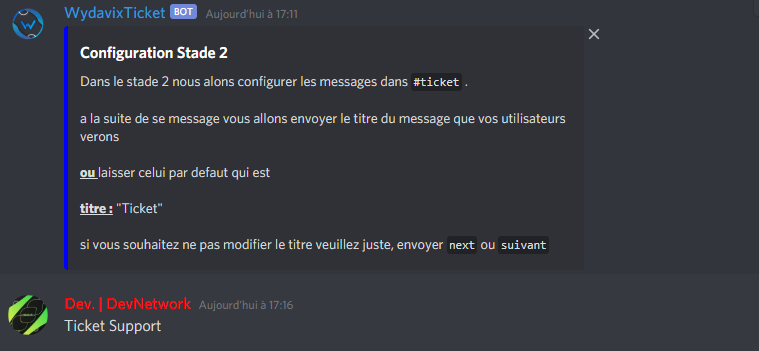 WydavixTicket BOT Aujourd'hui à 17:11
Configuration Stade 2
Dans le stade 2 nous alons configurer les messages dans #ticket .
a la suite de se message vous allons envoyer le titre du message que vos utilisateurs
verons
ou laisser celui par defaut qui est
titre : "Ticket"
si vous souhaitez ne pas modifier le titre veuillez juste, envoyer next ou suivant
Dev. | DevNetwork Aujourd'hui à 17:16
Ticket Support